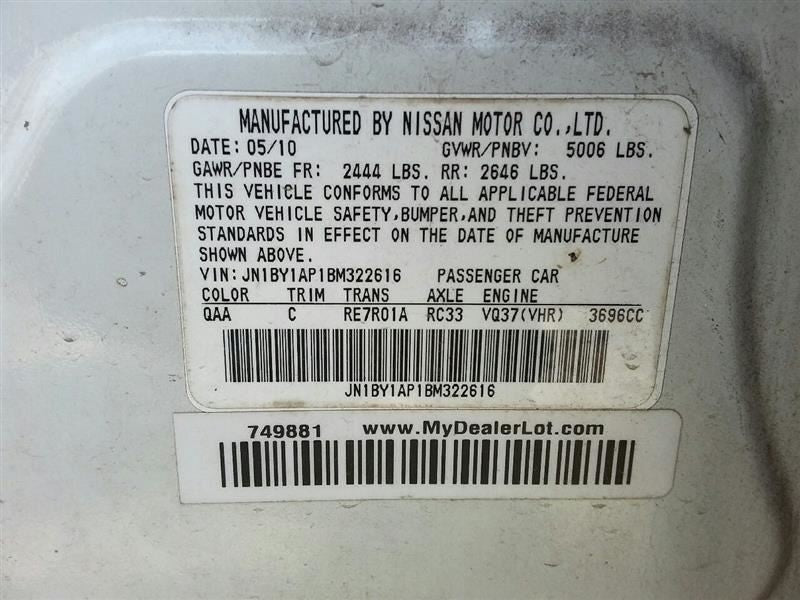 MANUFACTURED BY NISSAN MOTOR CO.,LTD.
DATE: 05/10 GVWR/PNBV: 5006 LBS.
GAWR/PNBE FR: 2444 LBS. RR: 2646 LBS.
THIS VEHICLE CONFORMS TO ALL APPLICABLE FEDERAL
MOTOR VEHICLE SAFETY,BUMPER,AND THEFT PREVENTION
STANDARDS IN EFFECT ON THE DATE OF MANUFACTURE
SHOWN ABOVE.
VIN: JN1BY1AP1BM322616 PASSENGER CAR
COLOR TRIM TRANS AXLE ENGINE
QAA C RE7R01A RC33 VQ37(VHR) 3696CC
JN1BY1AP1BM322616
749881 www.MyDealerLot.com